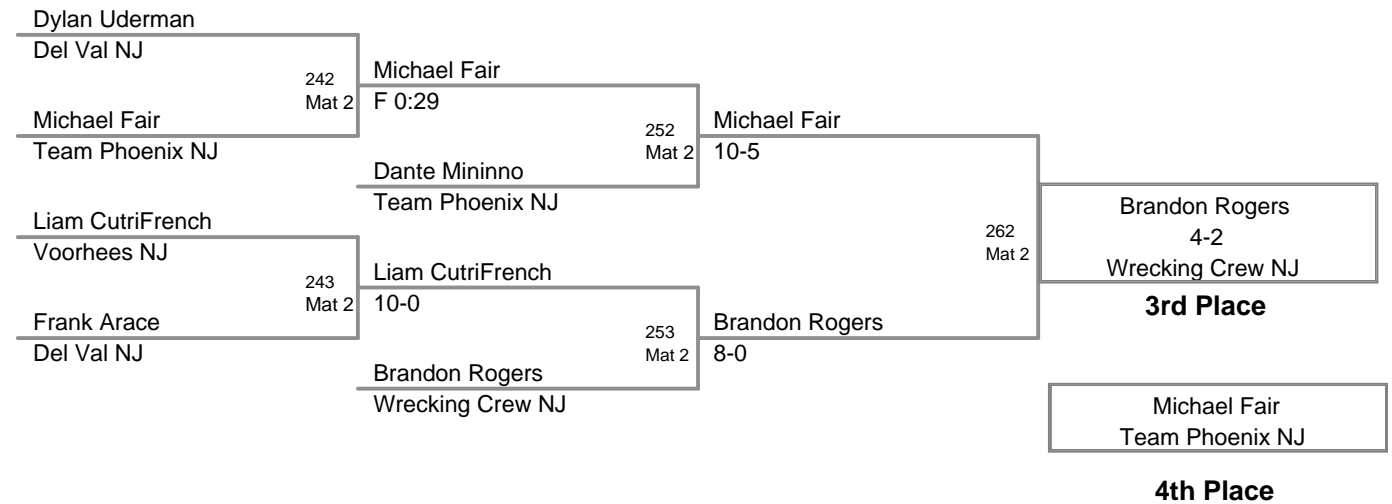 Dylan Uderman
Del Val NJ
242
Mat 2
Michael Fair
F 0:29
Michael Fair
Team Phoenix NJ
252
Mat 2
Michael Fair
10-5
Dante Mininno
Team Phoenix NJ
Liam CutriFrench
Voorhees NJ
243
Mat 2
Liam CutriFrench
10-0
Frank Arace
Del Val NJ
253
Mat 2
Brandon Rogers
8-0
Brandon Rogers
Wrecking Crew NJ
262
Mat 2
Brandon Rogers
4-2
Wrecking Crew NJ
3rd Place
Michael Fair
Team Phoenix NJ
4th Place